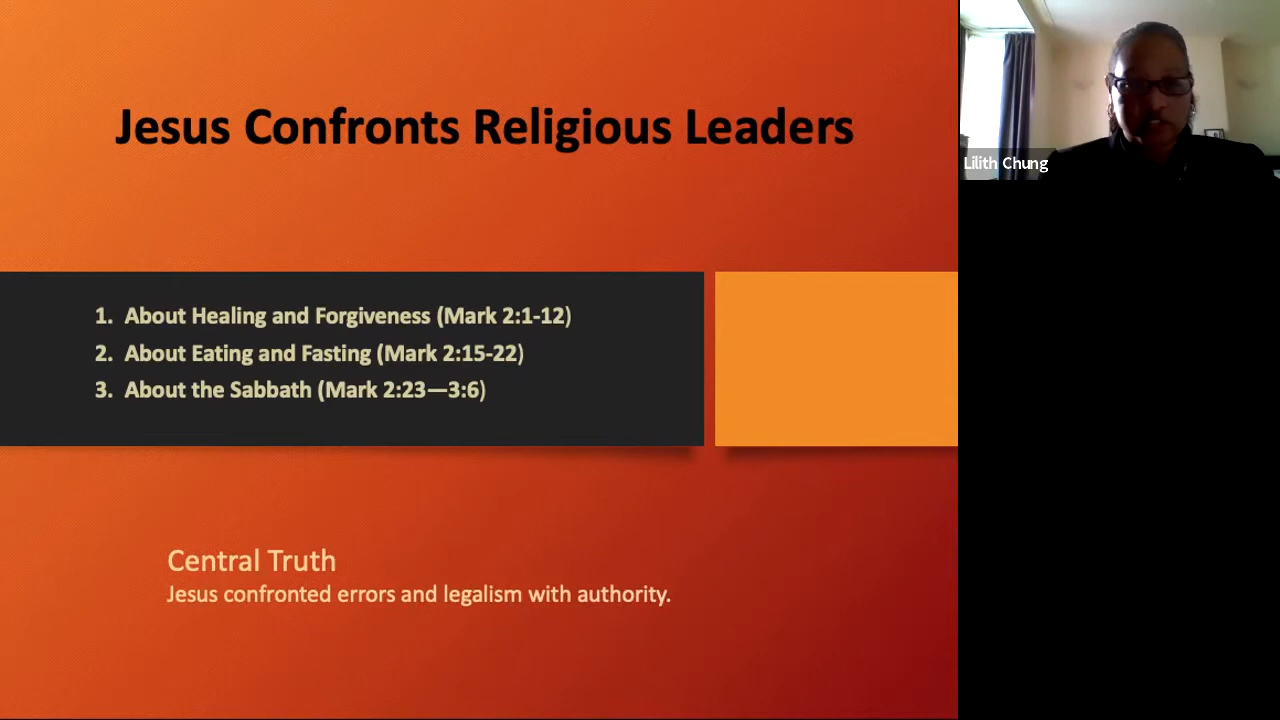 Jesus Confronts Religious Leaders
1. About Healing and Forgiveness (Mark 2:1-12)
2. About Eating and Fasting (Mark 2:15-22)
3. About the Sabbath (Mark 2:23—3:6)
Central Truth
Jesus confronted errors and legalism with authority.
Lilith Chung